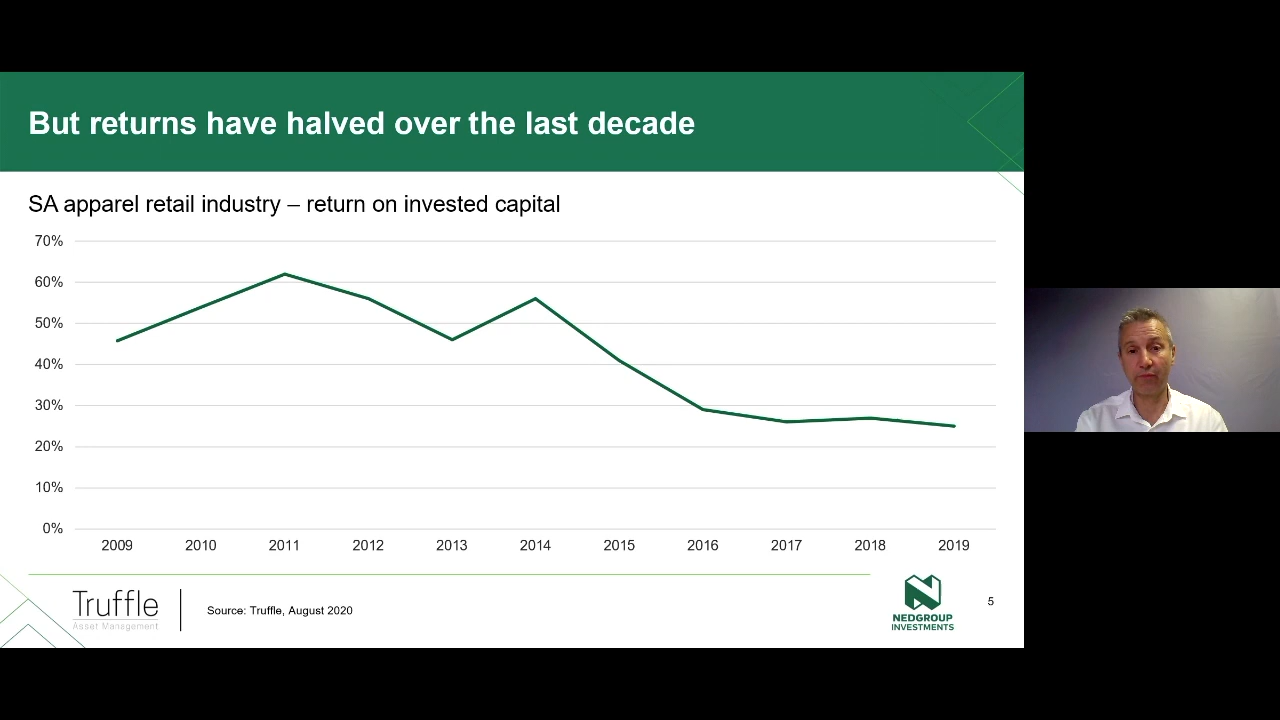 But returns have halved over the last decade
SA apparel retail industry – return on invested capital
70%
60%
50%
40%
30%
20%
10%
0%
2009 2010 2011 2012 2013 2014 2015 2016 2017 2018 2019
Truffle
Asset Management
Source: Truffle, August 2020
NEDGROUP
INVESTMENTS
5